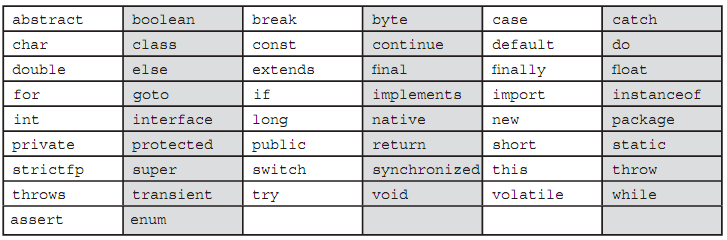 abstract boolean break byte case catch
char class const continue default do
double else extends final finally float
for goto if implements import instanceof
int interface long native new package
private protected public return short static
strictfp super switch synchronized this throw
throws transient try void volatile while
assert enum